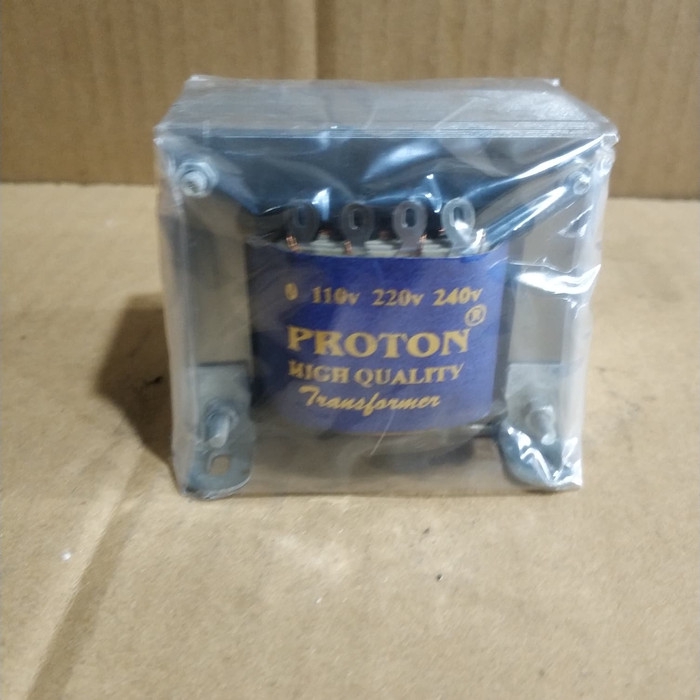 0 110v 220v 240v
PROTON®
HIGH QUALITY
Transformer